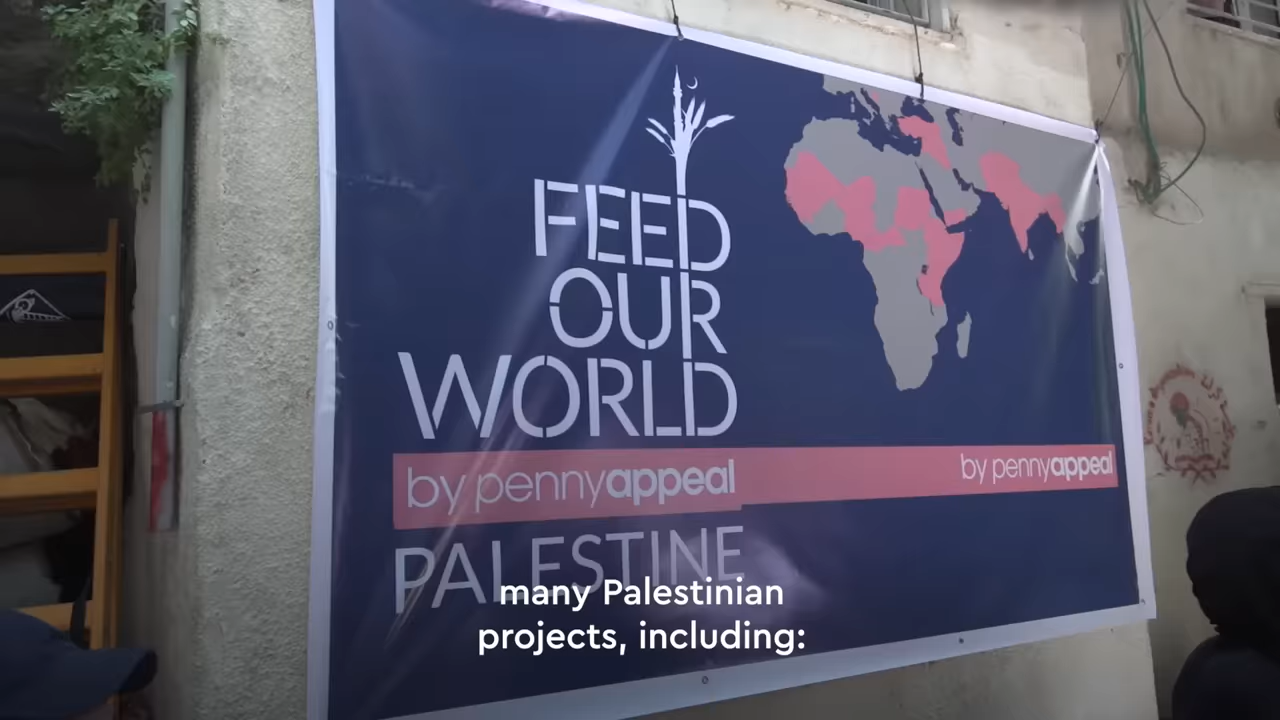 FEED
OUR
WORLD
by pennyappeal
by pennyappeal
PALESTINE
many Palestinian
projects, including: